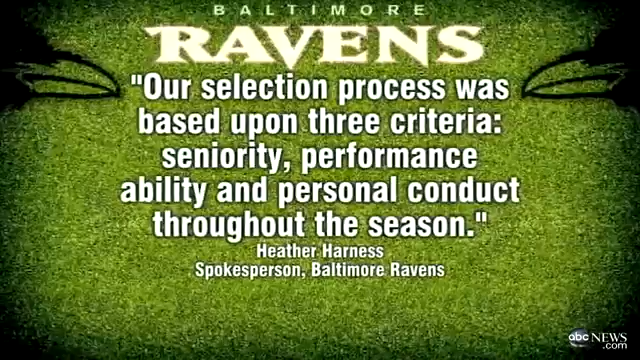 BALTIMORE
RAVENS
"Our selection process was
based upon three criteria:
seniority, performance
ability and personal conduct
throughout the season."
Heather Harness
Spokesperson, Baltimore Ravens
abc NEWS
.com